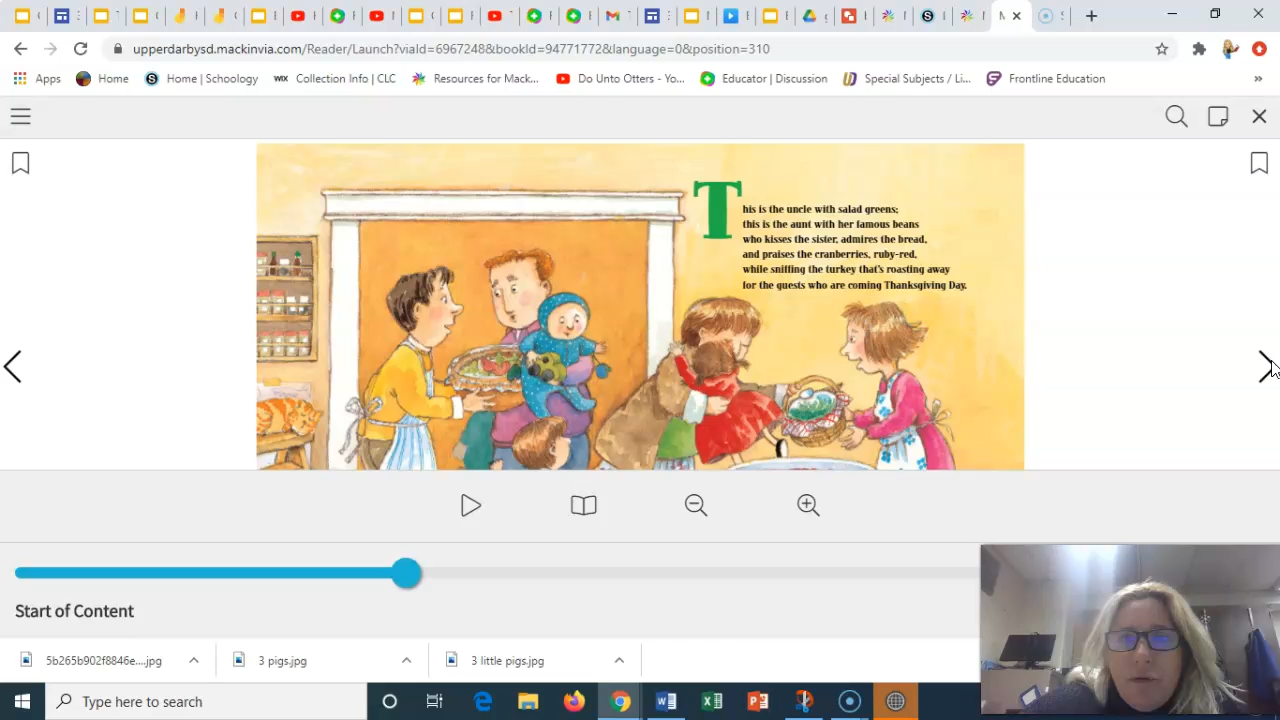 upperdarbysd.mackinvia.com/Reader/Launch?viaId=6967248&bookId=94771772&language=0&position=310
Apps Home Home | Schoology WIX Collection Info | CLC Resources for Mack... Do Unto Otters - Yo... Educator | Discussion Special Subjects / Li... Frontline Education »
This is the uncle with salad greens;
this is the aunt with her famous beans
who kisses the sister, admires the bread,
and praises the cranberries, ruby-red,
while sniffing the turkey that's roasting away
for the guests who are coming Thanksgiving Day.
Start of Content
5b265b902f8846e....jpg 3 pigs.jpg 3 little pigs.jpg
Type here to search